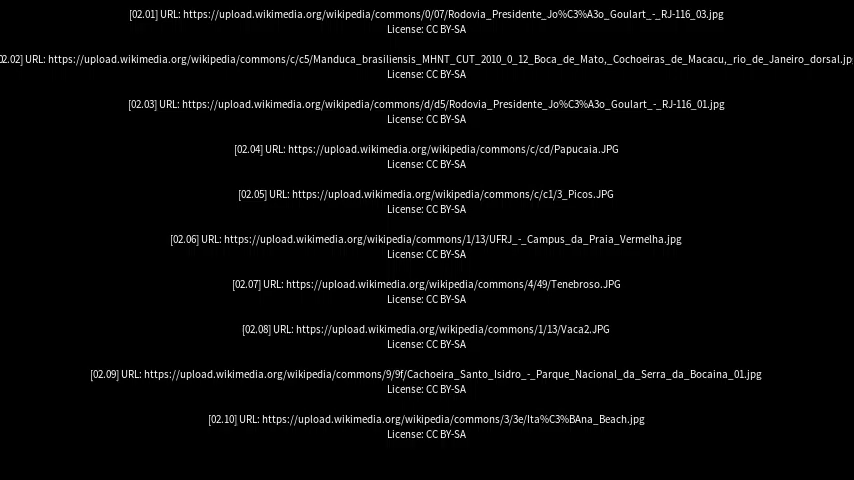 [02.01] URL: https://upload.wikimedia.org/wikipedia/commons/0/07/Rodovia_Presidente_Jo%C3%A3o_Goulart_-_RJ-116_03.jpg
License: CC BY-SA
02.02] URL: https://upload.wikimedia.org/wikipedia/commons/c/c5/Manduca_brasiliensis_MHNT_CUT_2010_0_12_Boca_de_Mato,_Cochoeiras_de_Macacu,_rio_de_Janeiro_dorsal.jp
License: CC BY-SA
[02.03] URL: https://upload.wikimedia.org/wikipedia/commons/d/d5/Rodovia_Presidente_Jo%C3%A3o_Goulart_-_RJ-116_01.jpg
License: CC BY-SA
[02.04] URL: https://upload.wikimedia.org/wikipedia/commons/c/cd/Papucaia.JPG
License: CC BY-SA
[02.05] URL: https://upload.wikimedia.org/wikipedia/commons/c/c1/3_Picos.JPG
License: CC BY-SA
[02.06] URL: https://upload.wikimedia.org/wikipedia/commons/1/13/UFRJ_-_Campus_da_Praia_Vermelha.jpg
License: CC BY-SA
[02.07] URL: https://upload.wikimedia.org/wikipedia/commons/4/49/Tenebroso.JPG
License: CC BY-SA
[02.08] URL: https://upload.wikimedia.org/wikipedia/commons/1/13/Vaca2.JPG
License: CC BY-SA
[02.09] URL: https://upload.wikimedia.org/wikipedia/commons/9/9f/Cachoeira_Santo_Isidro_-_Parque_Nacional_da_Serra_da_Bocaina_01.jpg
License: CC BY-SA
[02.10] URL: https://upload.wikimedia.org/wikipedia/commons/3/3e/Ita%C3%BAna_Beach.jpg
License: CC BY-SA